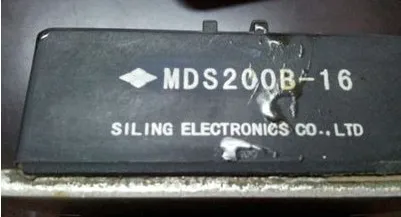 MDS200B-16
SILING ELECTRONICS CO.,LTD